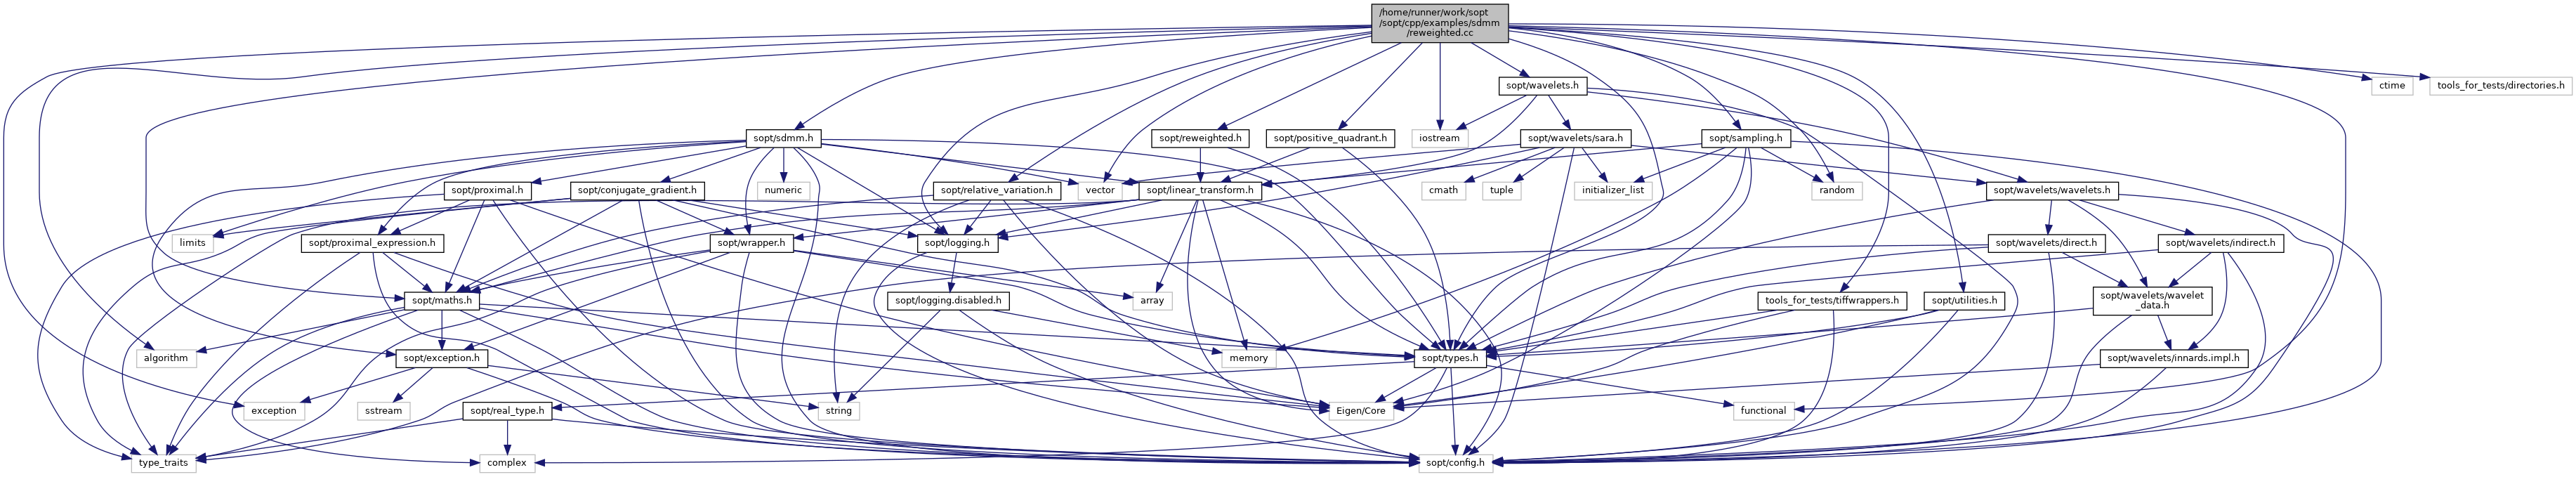 /home/runner/work/sopt
/sopt/cpp/examples/sdmm
/reweighted.cc
sopt/wavelets.h
ctime
tools_for_tests/directories.h
sopt/sdmm.h
sopt/reweighted.h
sopt/positive_quadrant.h
iostream
sopt/wavelets/sara.h
sopt/sampling.h
sopt/proximal.h
sopt/conjugate_gradient.h
numeric
sopt/relative_variation.h
vector
sopt/linear_transform.h
cmath
tuple
initializer_list
random
sopt/wavelets/wavelets.h
limits
sopt/proximal_expression.h
sopt/wrapper.h
sopt/logging.h
sopt/wavelets/direct.h
sopt/wavelets/indirect.h
sopt/maths.h
sopt/logging.disabled.h
array
tools_for_tests/tiffwrappers.h
sopt/utilities.h
sopt/wavelets/wavelet
_data.h
algorithm
sopt/exception.h
memory
sopt/types.h
sopt/wavelets/innards.impl.h
exception
sstream
sopt/real_type.h
string
Eigen/Core
functional
type_traits
complex
sopt/config.h